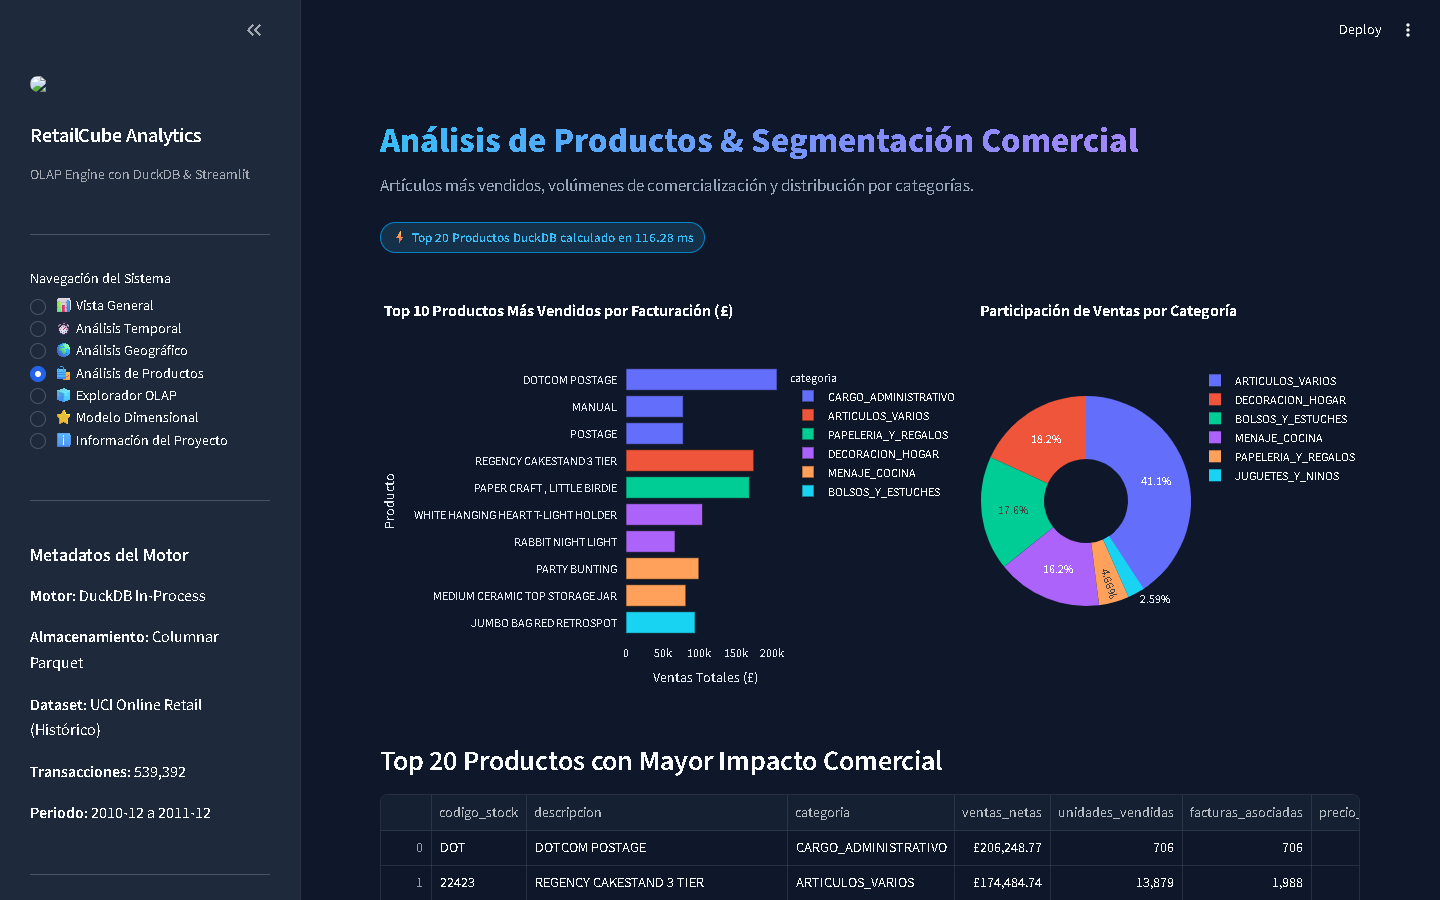 Deploy
RetailCube Analytics
OLAP Engine con DuckDB & Streamlit
Navegación del Sistema
Vista General
Análisis Temporal
Análisis Geográfico
Análisis de Productos
Explorador OLAP
Modelo Dimensional
Información del Proyecto
Metadatos del Motor
Motor: DuckDB In-Process
Almacenamiento: Columnar
Parquet
Dataset: UCI Online Retail
(Histórico)
Transacciones: 539,392
Periodo: 2010-12 a 2011-12
Análisis de Productos & Segmentación Comercial
Artículos más vendidos, volúmenes de comercialización y distribución por categorías.
Top 20 Productos DuckDB calculado en 116.28 ms
Top 10 Productos Más Vendidos por Facturación (£)
Producto
DOTCOM POSTAGE
MANUAL
POSTAGE
REGENCY CAKESTAND 3 TIER
PAPER CRAFT , LITTLE BIRDIE
WHITE HANGING HEART T-LIGHT HOLDER
RABBIT NIGHT LIGHT
PARTY BUNTING
MEDIUM CERAMIC TOP STORAGE JAR
JUMBO BAG RED RETROSPOT
0 50k 100k 150k 200k
Ventas Totales (£)
categoria
CARGO_ADMINISTRATIVO
ARTICULOS_VARIOS
PAPELERIA_Y_REGALOS
DECORACION_HOGAR
MENAJE_COCINA
BOLSOS_Y_ESTUCHES
Participación de Ventas por Categoría
41.1%
18.2%
17.6%
16.2%
4.88%
2.59%
ARTICULOS_VARIOS
DECORACION_HOGAR
BOLSOS_Y_ESTUCHES
MENAJE_COCINA
PAPELERIA_Y_REGALOS
JUGUETES_Y_NINOS
Top 20 Productos con Mayor Impacto Comercial
codigo_stock descripcion categoria ventas_netas unidades_vendidas facturas_asociadas precio_
0 DOT DOTCOM POSTAGE CARGO_ADMINISTRATIVO £206,248.77 706 706
1 22423 REGENCY CAKESTAND 3 TIER ARTICULOS_VARIOS £174,484.74 13,879 1,988